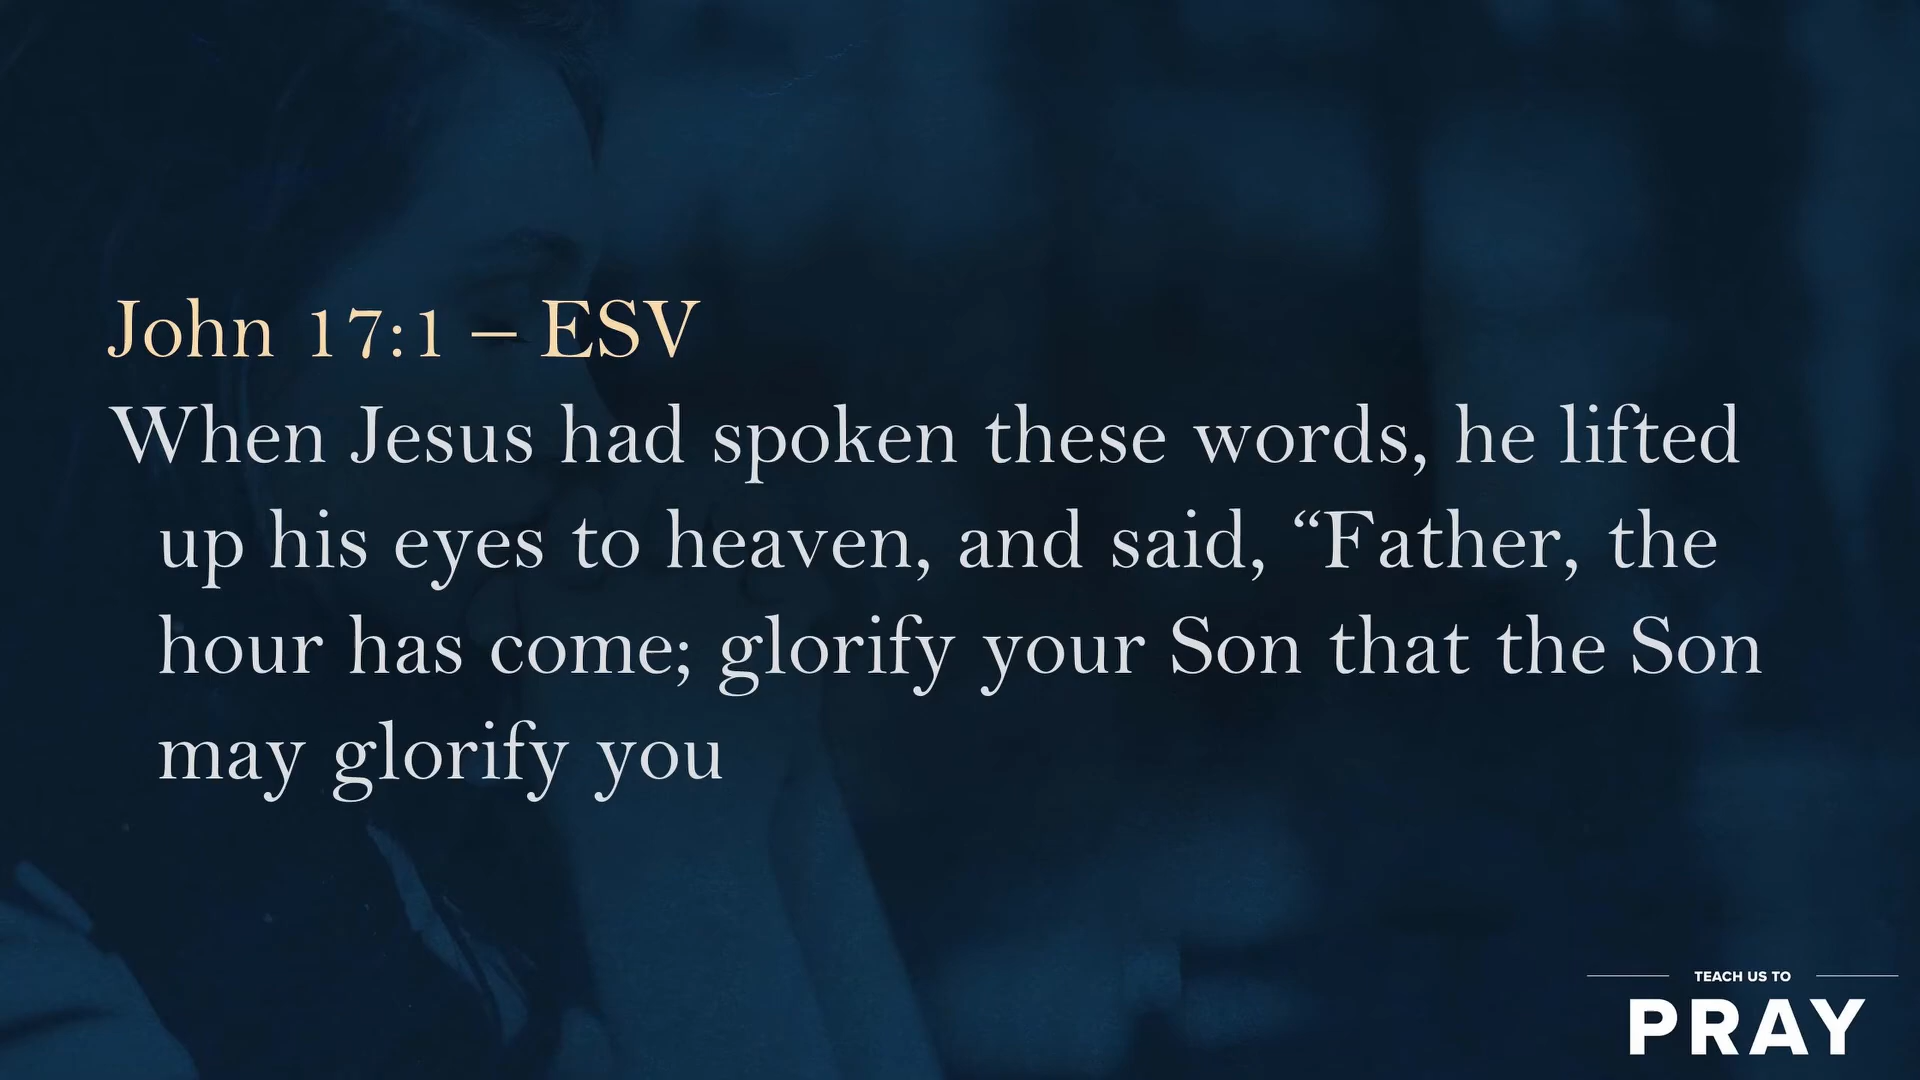 John 17:1 – ESV
When Jesus had spoken these words, he lifted
up his eyes to heaven, and said, “Father, the
hour has come; glorify your Son that the Son
may glorify you
TEACH US TO
PRAY